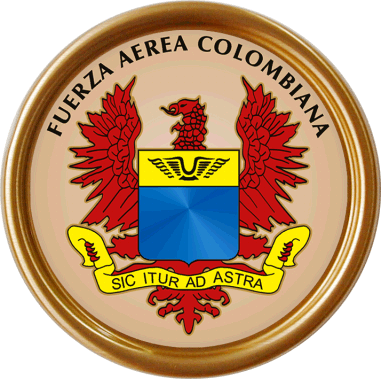 FUERZA AEREA COLOMBIANA
SIC ITUR AD ASTRA